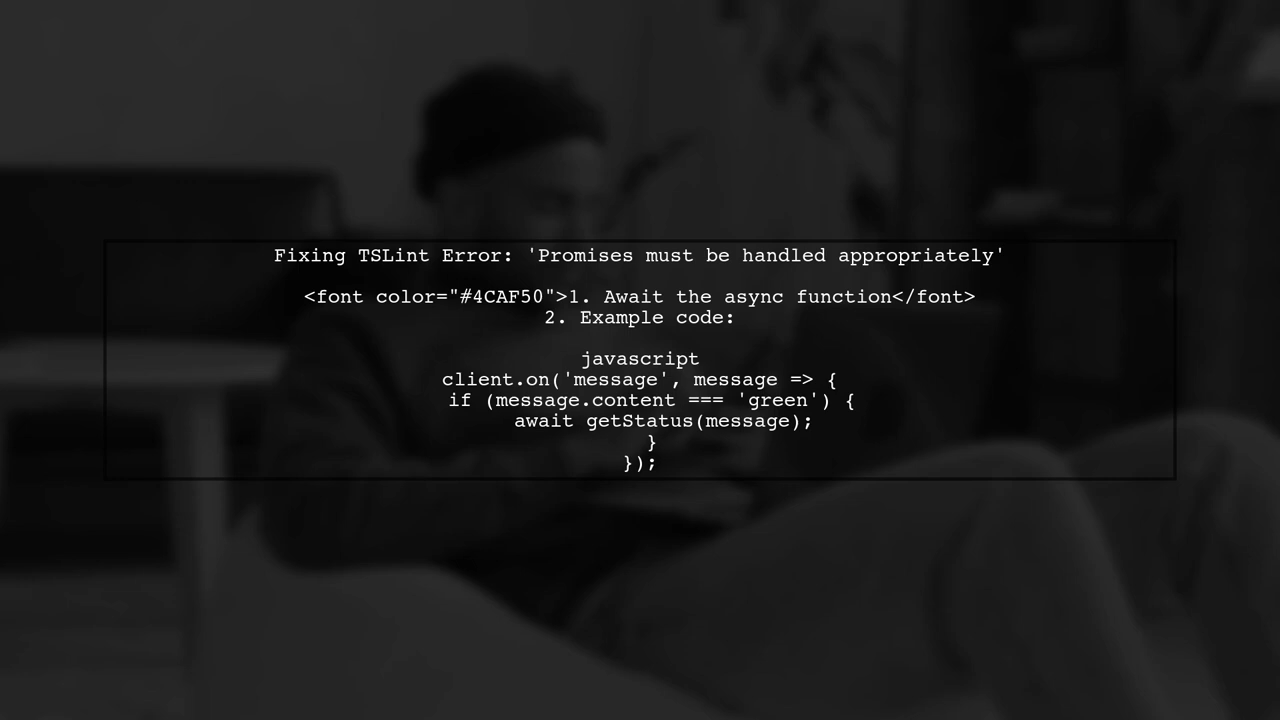 Fixing TSLint Error: 'Promises must be handled appropriately'
<font color="#4CAF50">1. Await the async function</font>
2. Example code:
javascript
client.on('message', message => {
if (message.content === 'green') {
await getStatus(message);
}
});